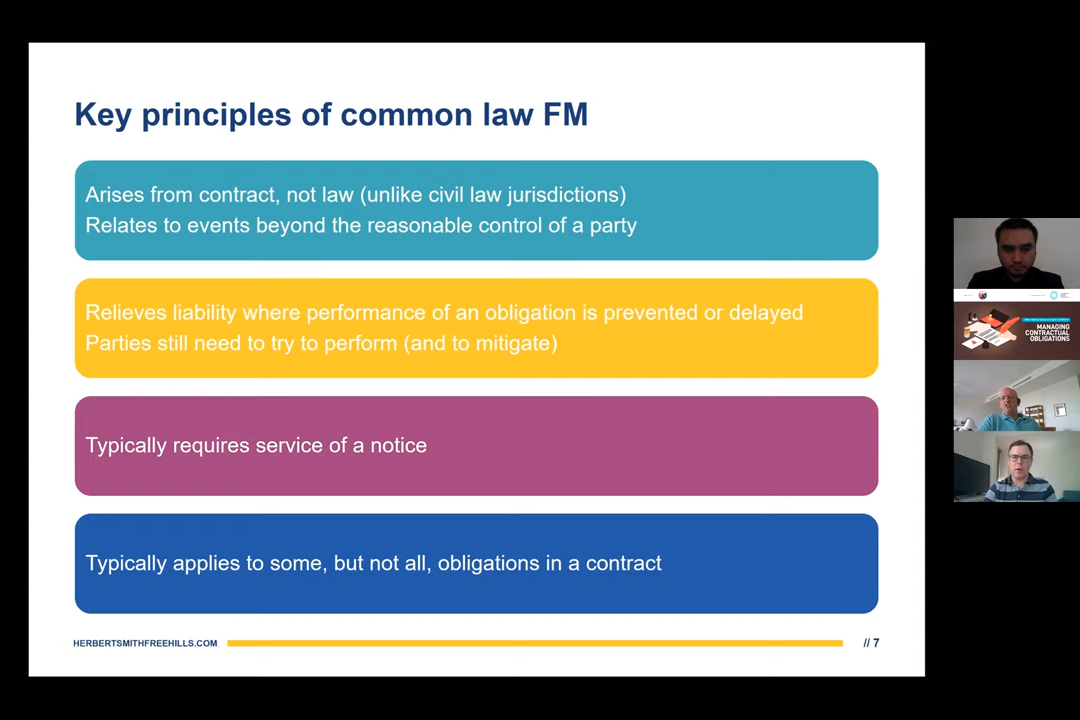 Key principles of common law FM
Arises from contract, not law (unlike civil law jurisdictions)
Relates to events beyond the reasonable control of a party
Relieves liability where performance of an obligation is prevented or delayed
Parties still need to try to perform (and to mitigate)
Typically requires service of a notice
Typically applies to some, but not all, obligations in a contract
HERBERTSMITHFREEHILLS.COM
// 7
MANAGING
CONTRACTUAL
OBLIGATIONS